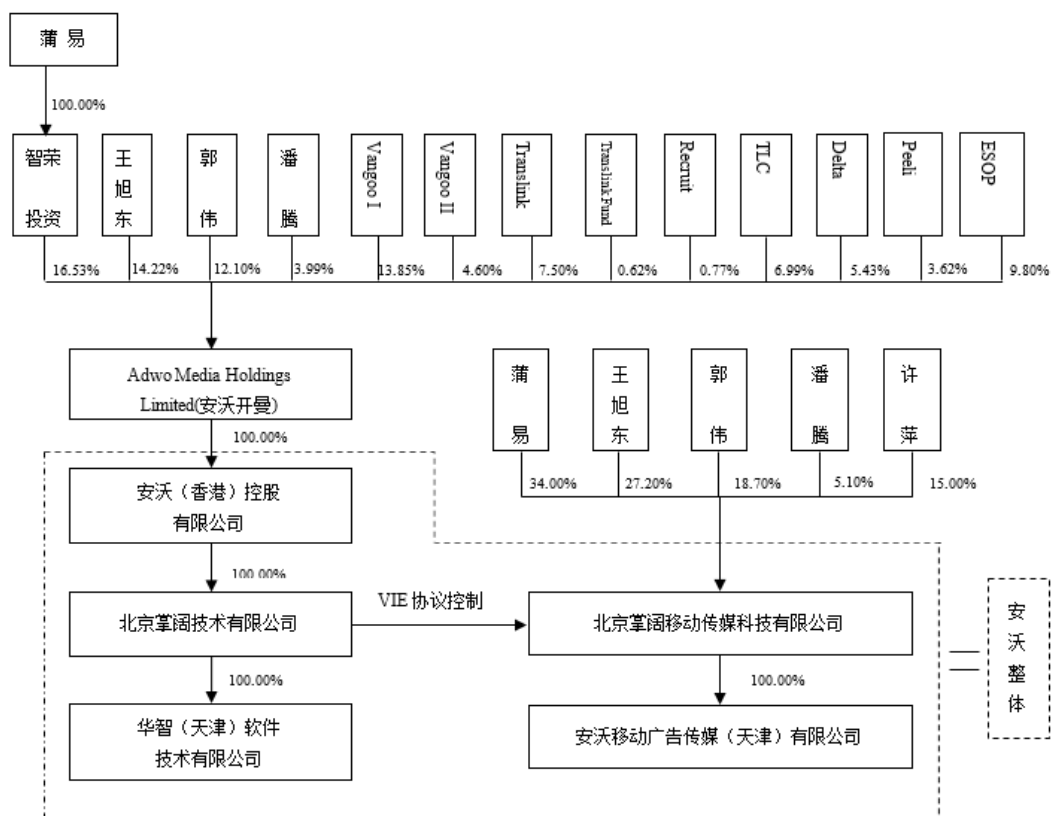 蒲 易
100.00%
智荣
投资
王旭东
郭伟
潘腾
Vangoo I
Vangoo II
Translink
Translink Fund
Recruit
TLC
Delta
Peeli
ESOP
16.53%
14.22%
12.10%
3.99%
13.85%
4.60%
7.50%
0.62%
0.77%
6.99%
5.43%
3.62%
9.80%
Adwo Media Holdings
Limited(安沃开曼)
蒲易
王旭东
郭伟
潘腾
许萍
100.00%
34.00%
27.20%
18.70%
5.10%
15.00%
安沃（香港）控股
有限公司
100.00%
北京掌阔技术有限公司
VIE 协议控制
北京掌阔移动传媒科技有限公司
安沃整体
100.00%
100.00%
华智（天津）软件
技术有限公司
安沃移动广告传媒（天津）有限公司